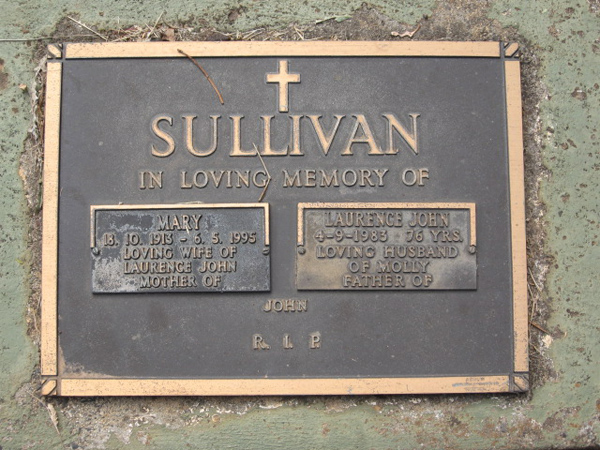 SULLIVAN
IN LOVING MEMORY OF
MARY
18. 10. 1913 - 6. 5. 1995
LOVING WIFE OF
LAURENCE JOHN
MOTHER OF
LAURENCE JOHN
4-9-1983 76 YRS.
LOVING HUSBAND
OF MOLLY
FATHER OF
JOHN
R. I. P.